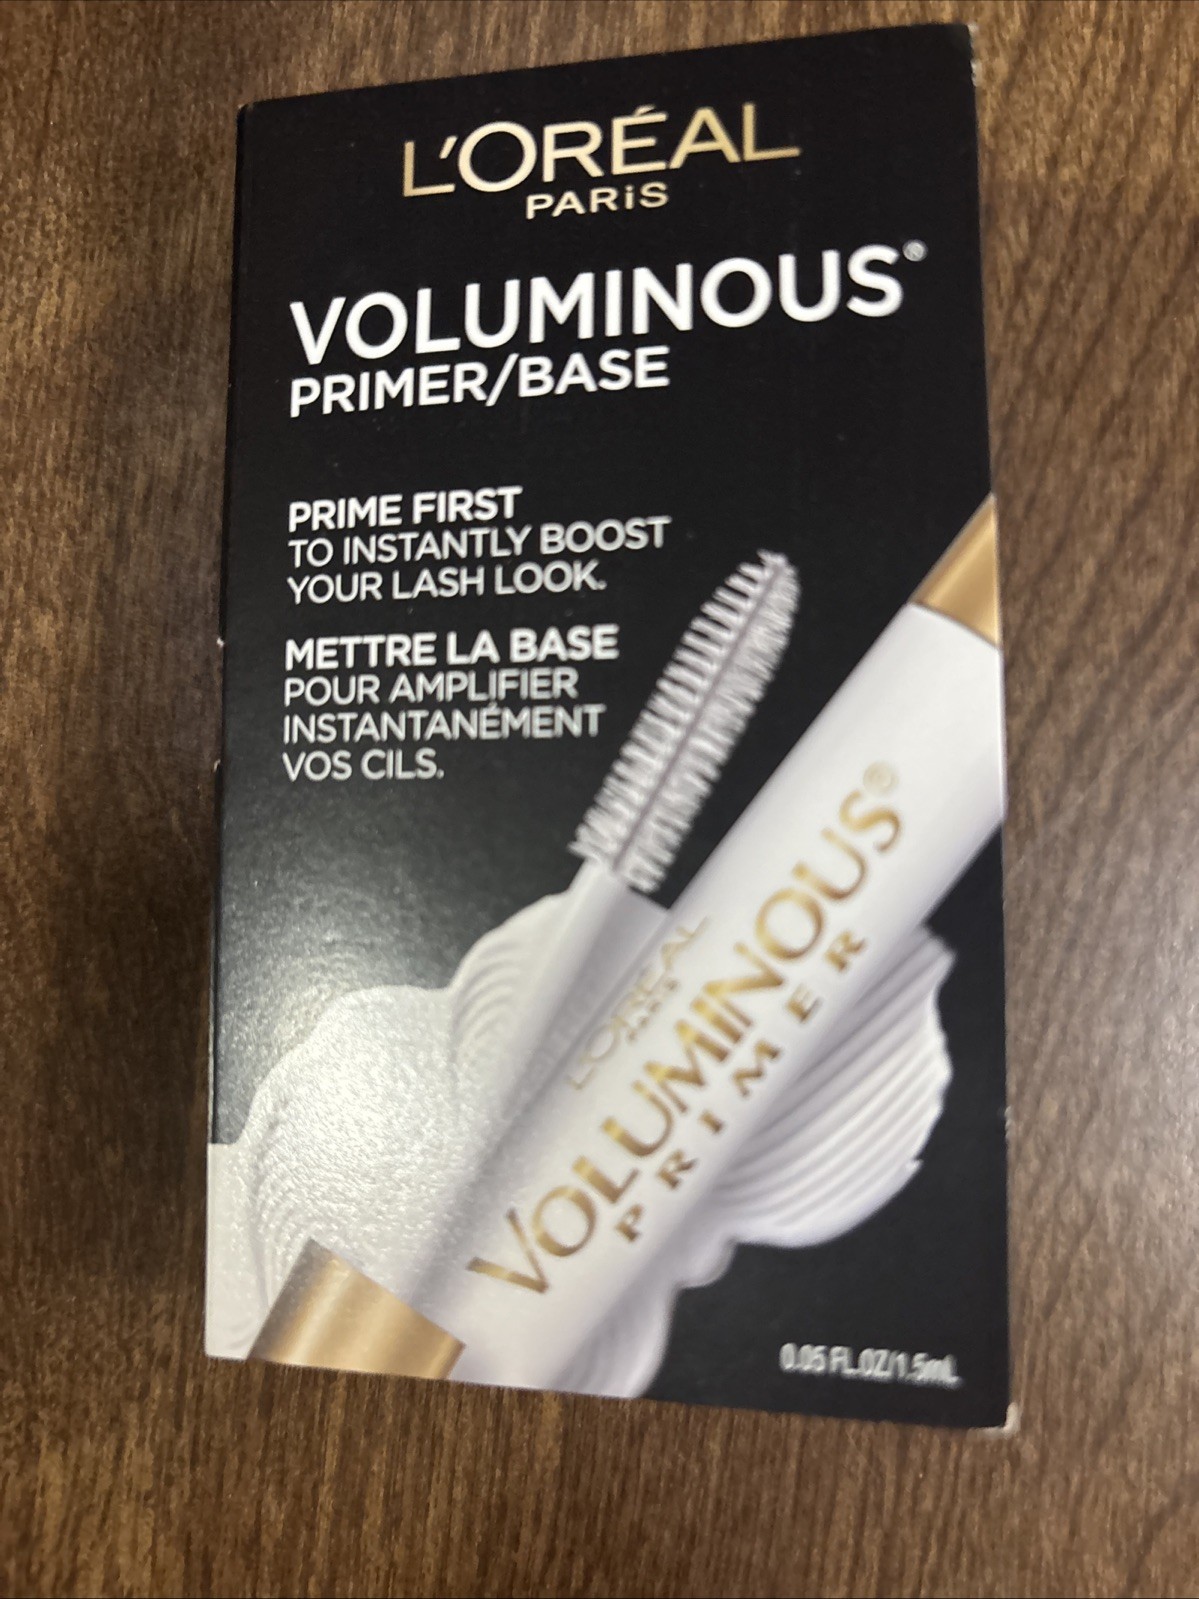 L'ORÉAL
PARiS
VOLUMINOUS®
PRIMER/BASE
PRIME FIRST
TO INSTANTLY BOOST
YOUR LASH LOOK.
METTRE LA BASE
POUR AMPLIFIER
INSTANTANÉMENT
VOS CILS.
L'ORÉAL
PARIS
VOLUMINOUS®
PRIMER
0.05 FL.OZ/1.5mL